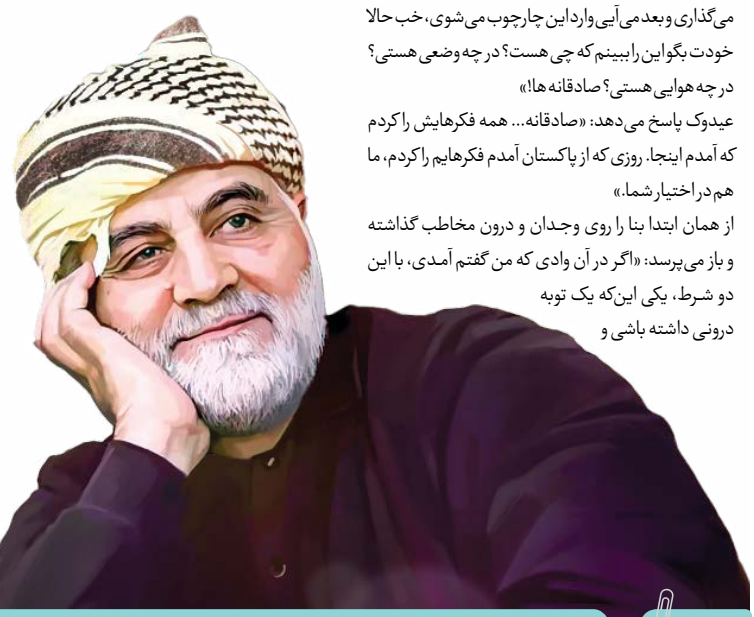 می‌گذاری و بعد می‌آیی وارد این چارچوب می‌شوی، خب حالا
خودت بگو این را ببینم که چی هست؟ در چه وضعی هستی؟
در چه هوایی هستی؟ صادقانه ها!»
عیدوک پاسخ می‌دهد: «صادقانه... همه فکرهایش را کردم
که آمدم اینجا. روزی که از پاکستان آمدم فکرهایم را کردم، ما
هم در اختیار شما.»
از همان ابتدا بنا را روی وجدان و درون مخاطب گذاشته
و باز می‌پرسد: «اگر در آن وادی که من گفتم آمدی، با این
دو شرط، یکی این‌که یک توبه
درونی داشته باشی و